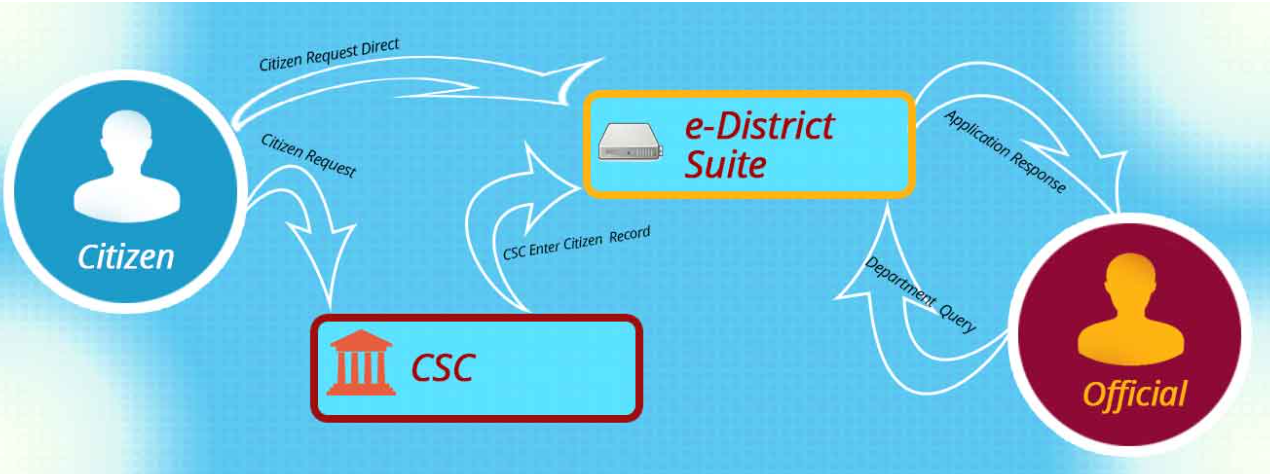 Citizen Request Direct
Citizen Request
Citizen
e-District
Suite
Application Response
CSC Enter Citizen Record
Department Query
CSC
Official